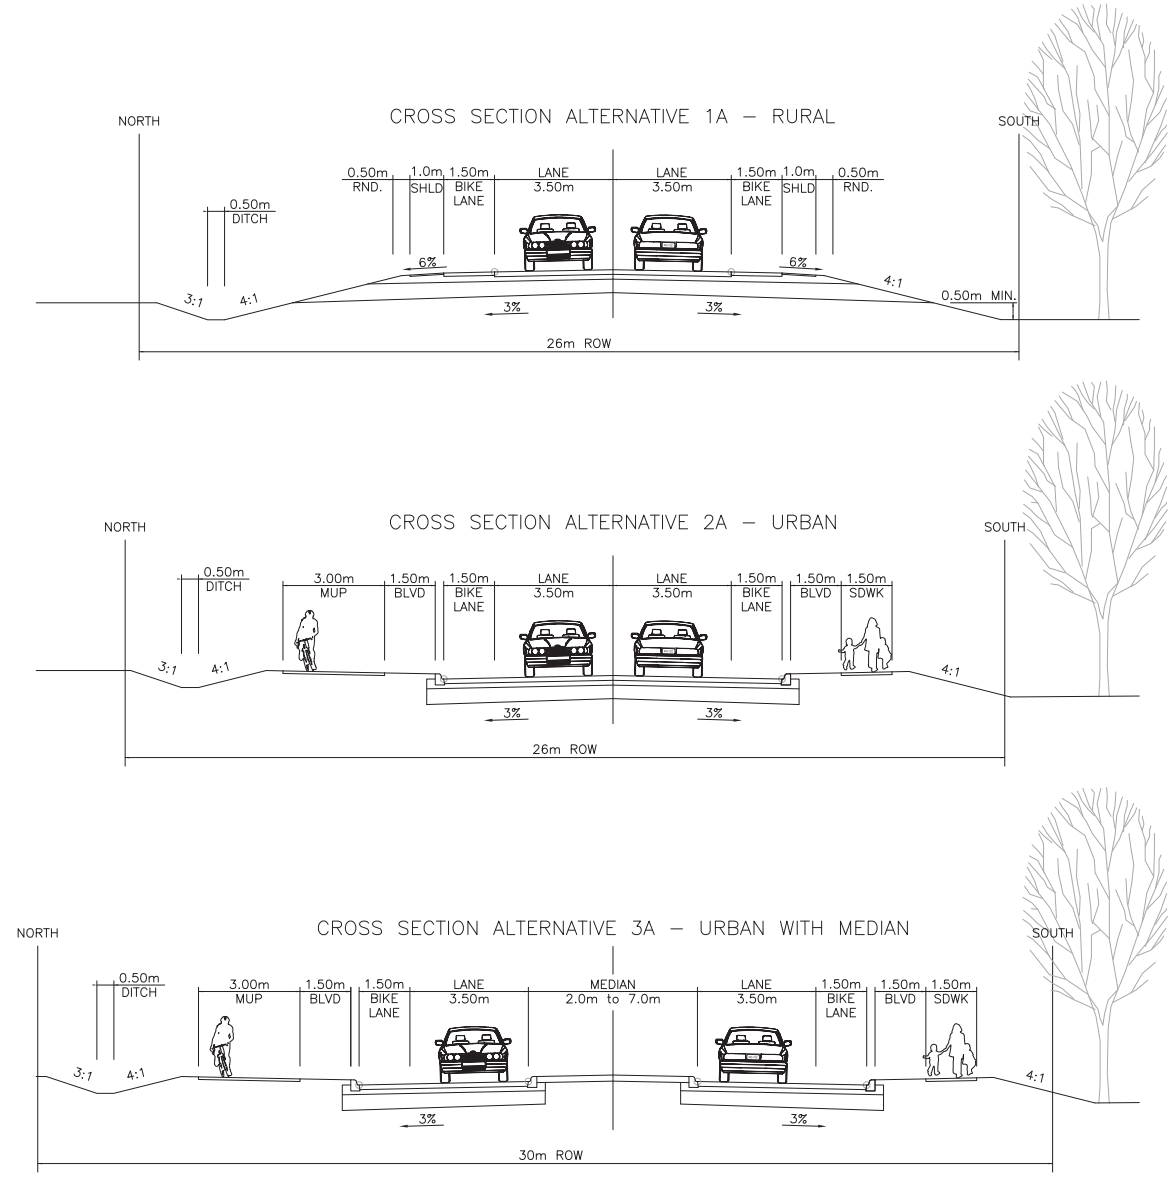 CROSS SECTION ALTERNATIVE 1A – RURAL
NORTH
SOUTH
0.50m
RND.
1.0m
SHLD
1.50m
BIKE
LANE
LANE
3.50m
LANE
3.50m
1.50m
BIKE
LANE
1.0m
SHLD
0.50m
RND.
0.50m
DITCH
6%
6%
3:1
4:1
4:1
0.50m MIN.
3%
3%
26m ROW
CROSS SECTION ALTERNATIVE 2A – URBAN
NORTH
SOUTH
0.50m
DITCH
3.00m
MUP
1.50m
BLVD
1.50m
BIKE
LANE
LANE
3.50m
LANE
3.50m
1.50m
BIKE
LANE
1.50m
BLVD
1.50m
SDWK
3:1
4:1
4:1
3%
3%
26m ROW
CROSS SECTION ALTERNATIVE 3A – URBAN WITH MEDIAN
NORTH
SOUTH
0.50m
DITCH
3.00m
MUP
1.50m
BLVD
1.50m
BIKE
LANE
LANE
3.50m
MEDIAN
2.0m to 7.0m
LANE
3.50m
1.50m
BIKE
LANE
1.50m
BLVD
1.50m
SDWK
3:1
4:1
4:1
3%
3%
30m ROW